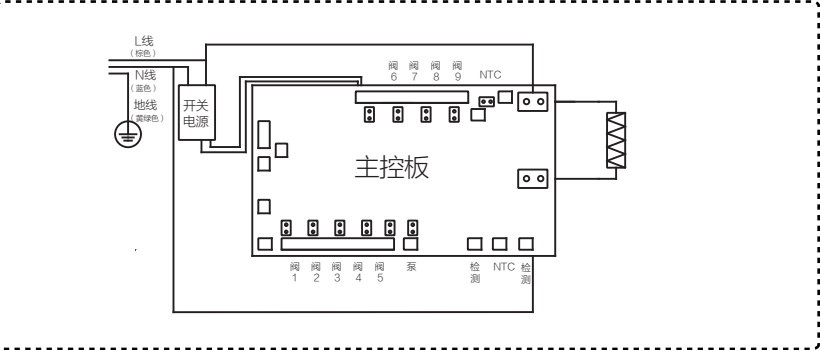 L线
(棕色)
N线
(蓝色)
地线
(黄绿色)
开关
电源
阀 阀 阀 阀
6 7 8 9 NTC
主控板
阀 阀 阀 阀 阀 泵 检 NTC 检
1 2 3 4 5 测 测